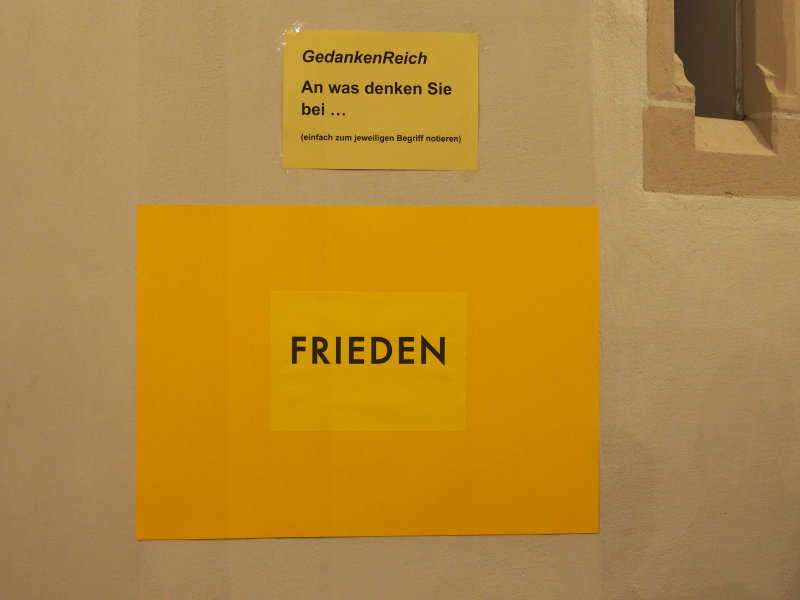 GedankenReich
An was denken Sie
bei ...
(einfach zum jeweiligen Begriff notieren)
FRIEDEN